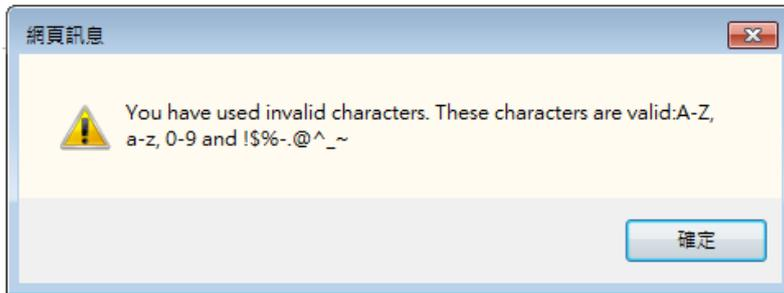 網頁訊息
You have used invalid characters. These characters are valid:A-Z,
a-z, 0-9 and !$%-.@^_~
確定